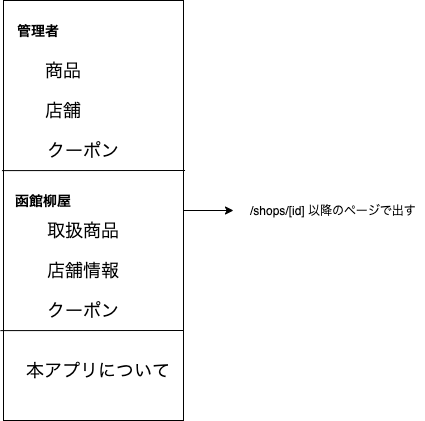 管理者
商品
店舗
クーポン
函館柳屋
取扱商品
店舗情報
クーポン
/shops/[id] 以降のページで出す
本アプリについて